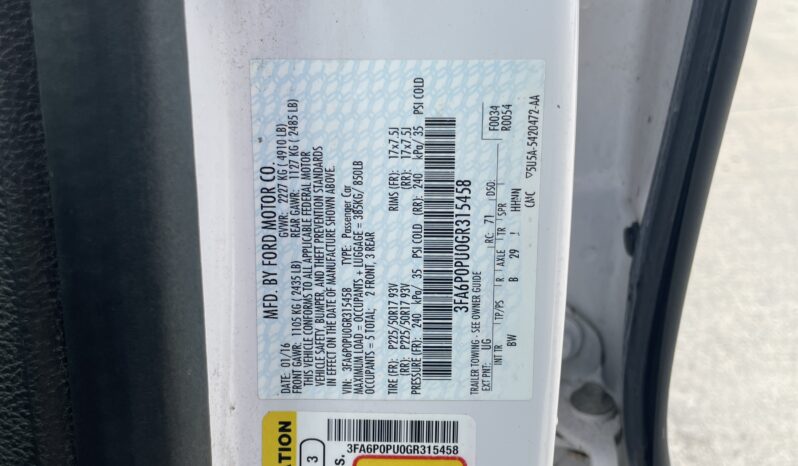 MFD. BY FORD MOTOR CO.
DATE: 01/16 GVWR: 2227 KG ( 4910 LB)
FRONT GAWR: 1105 KG ( 2435 LB) REAR GAWR: 1127 KG ( 2485 LB)
THIS VEHICLE CONFORMS TO ALL APPLICABLE FEDERAL MOTOR
VEHICLE SAFETY, BUMPER, AND THEFT PREVENTION STANDARDS
IN EFFECT ON THE DATE OF MANUFACTURE SHOWN ABOVE.
VIN: 3FA6P0PU0GR315458 TYPE: Passenger Car
MAXIMUM LOAD = OCCUPANTS + LUGGAGE = 385KG/ 850LB
OCCUPANTS = 5 TOTAL: 2 FRONT, 3 REAR
TIRE (FR): P225/50R17 93V RIMS (FR): 17x7.5J
(RR): P225/50R17 93V (RR): 17x7.5J
PRESSURE (FR): 240 kPa/ 35 PSI COLD (RR): 240 kPa/ 35 PSI COLD
3FA6P0PU0GR315458
TRAILER TOWING - SEE OWNER GUIDE
F0034
R0054
EXT PNT: UG RC: 71 DSO:
INT TR TP/PS R AXLE TR SPR
BW B 29 J HHNN
CMC ▽5U5A-5420472-AA
3FA6P0PU0GR315458